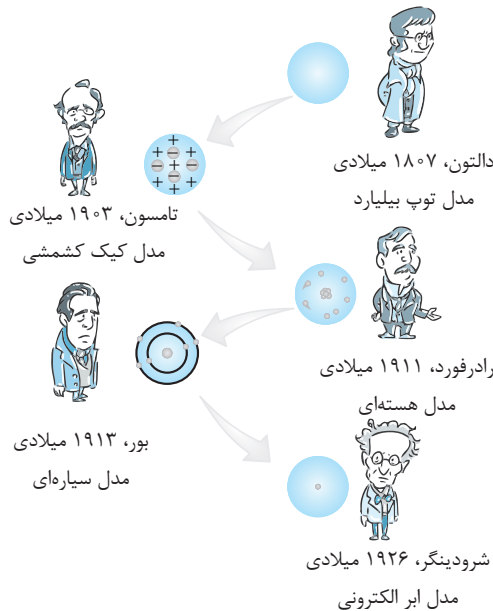 دالتون، ۱۸۰۷ میلادی
مدل توپ بیلیارد
تامسون، ۱۹۰۳ میلادی
مدل کیک کشمشی
رادرفورد، ۱۹۱۱ میلادی
مدل هسته‌ای
بور، ۱۹۱۳ میلادی
مدل سیاره‌ای
شرودینگر، ۱۹۲۶ میلادی
مدل ابر الکترونی